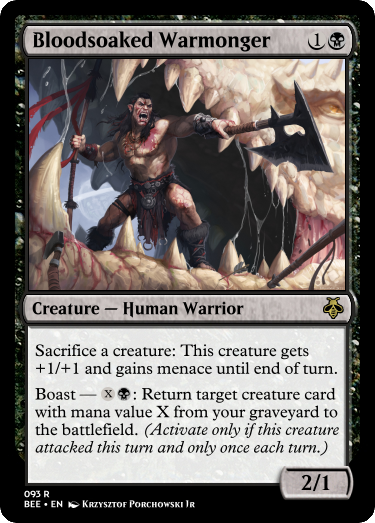 Bloodsoaked Warmonger 1
Creature — Human Warrior
Sacrifice a creature: This creature gets
+1/+1 and gains menace until end of turn.
Boast — X : Return target creature card
with mana value X from your graveyard to
the battlefield. (Activate only if this creature
attacked this turn and only once each turn.)
2/1
093 R
BEE • EN Krzysztof Porchowski Jr